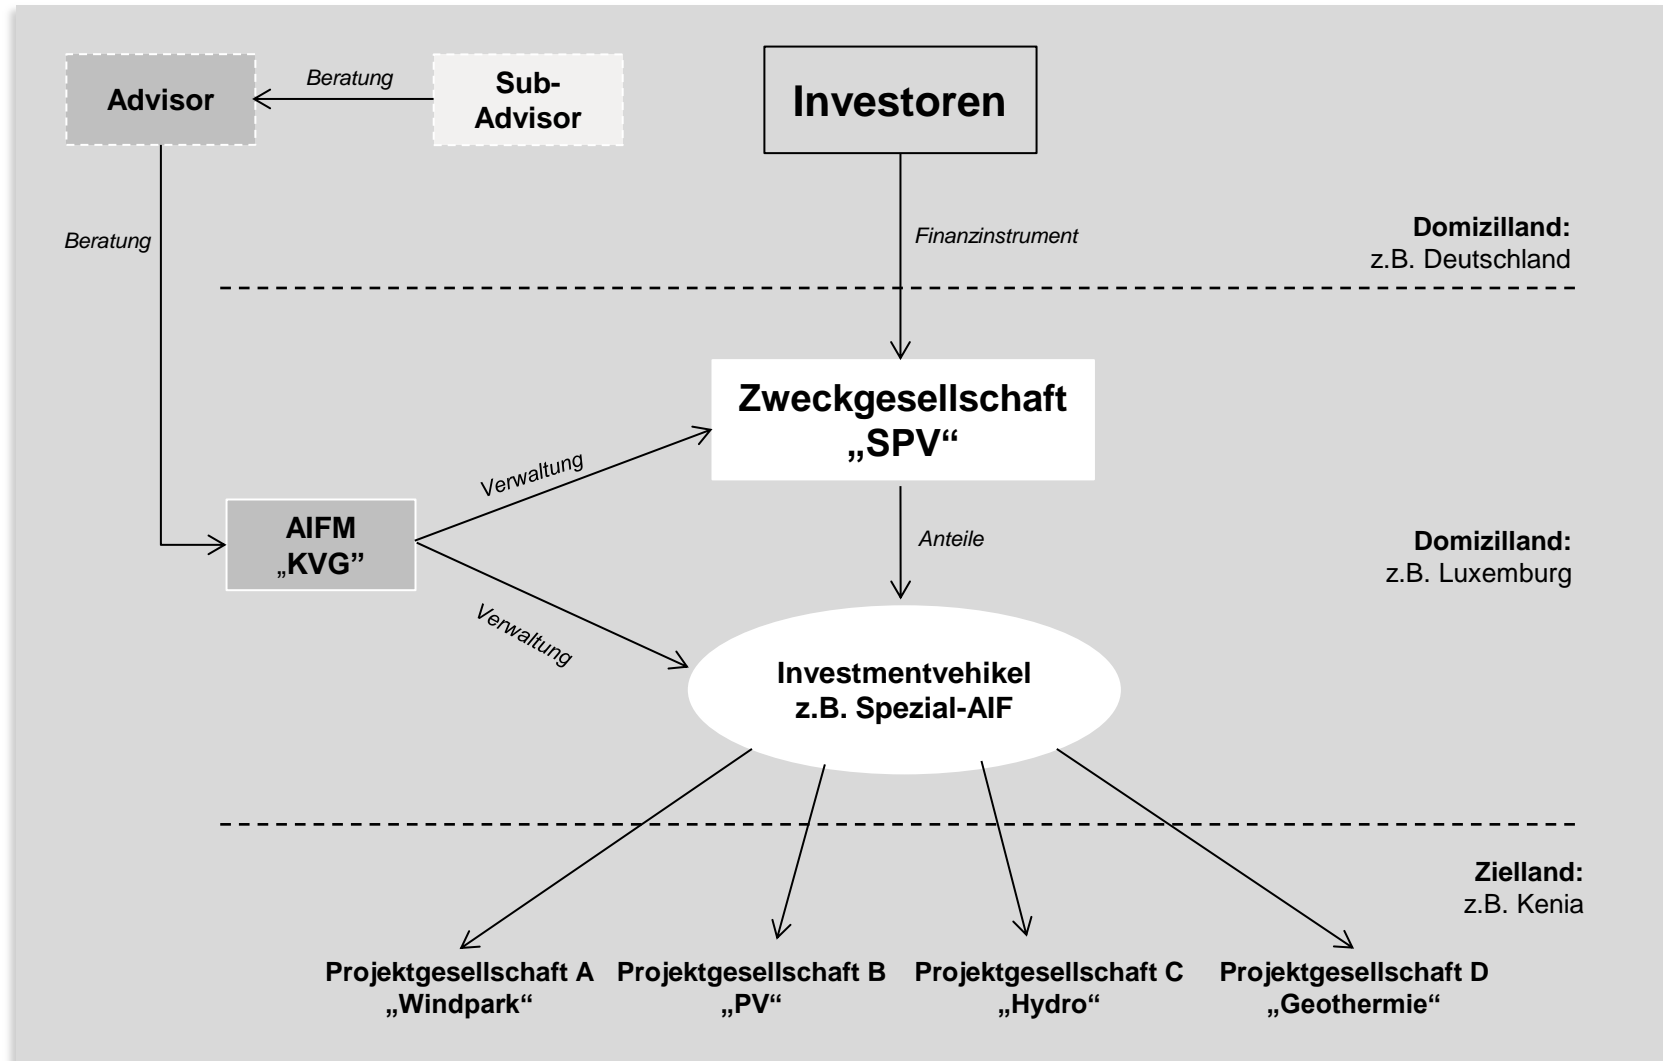 Advisor
Beratung
Sub-
Advisor
Investoren
Beratung
Finanzinstrument
Domizilland:
z.B. Deutschland
Zweckgesellschaft
„SPV“
Verwaltung
AIFM
„KVG”
Anteile
Domizilland:
z.B. Luxemburg
Verwaltung
Investmentvehikel
z.B. Spezial-AIF
Zielland:
z.B. Kenia
Projektgesellschaft A
„Windpark“
Projektgesellschaft B
„PV“
Projektgesellschaft C
„Hydro“
Projektgesellschaft D
„Geothermie“